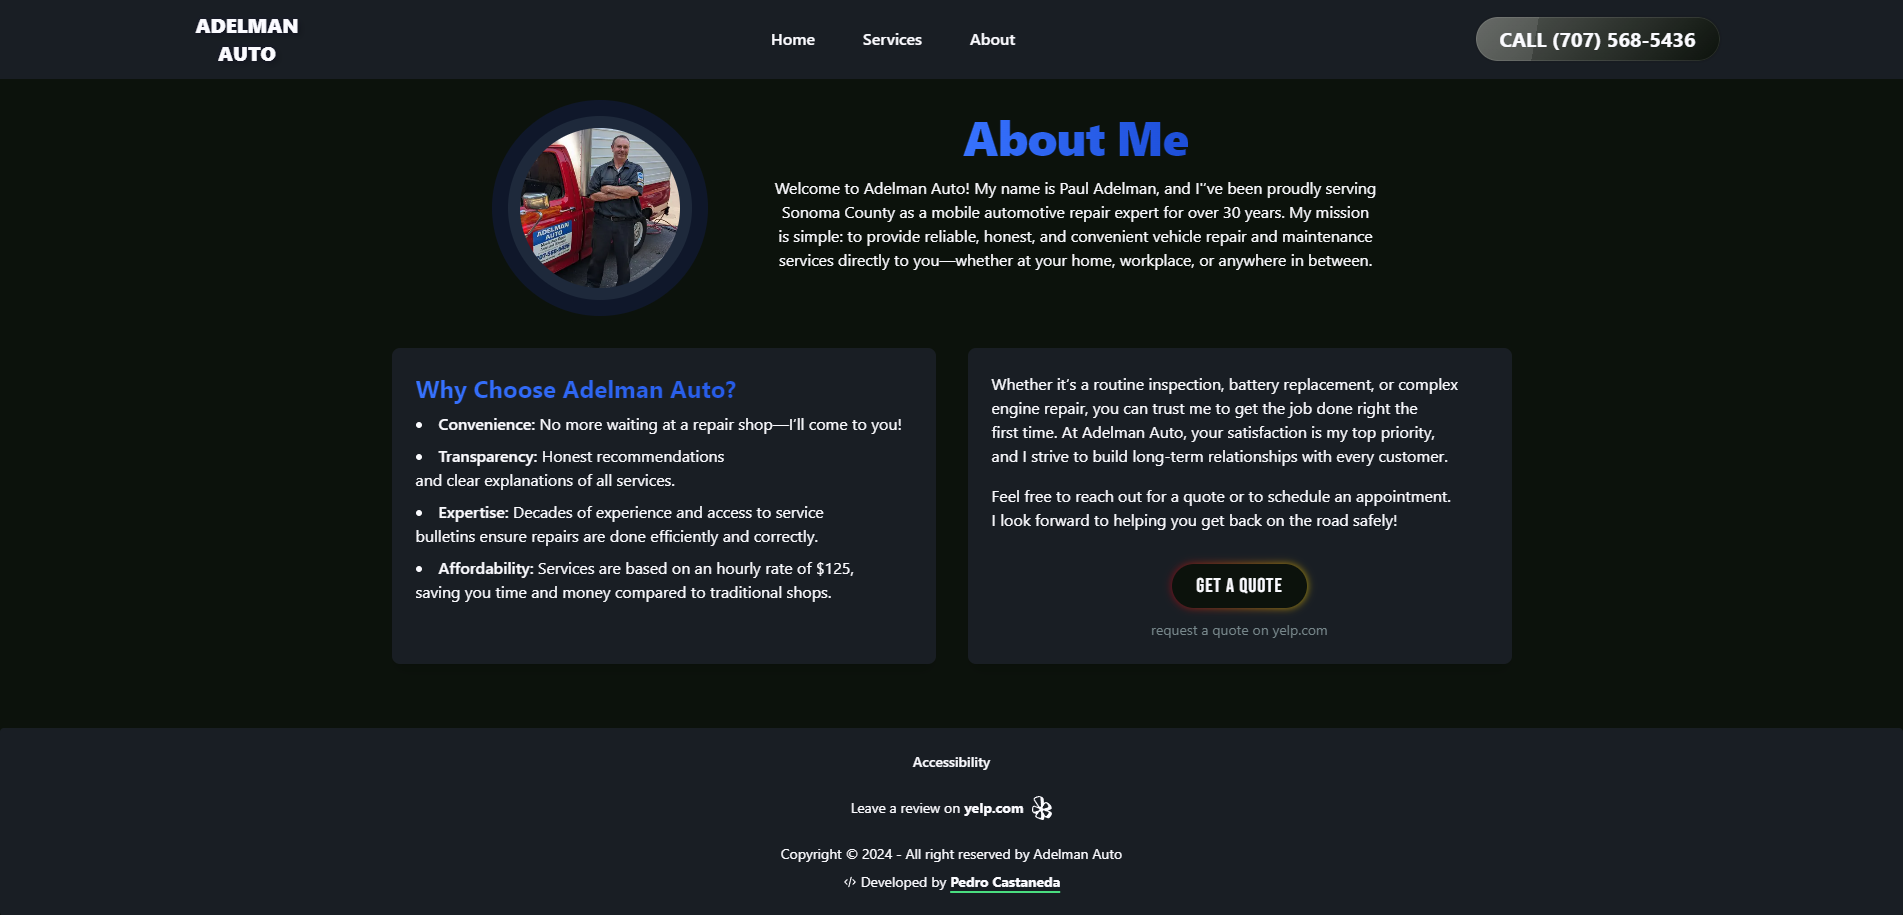 ADELMAN
AUTO
Home
Services
About
CALL (707) 568-5436
ADELMAN
AUTO
About Me
Welcome to Adelman Auto! My name is Paul Adelman, and I"ve been proudly serving
Sonoma County as a mobile automotive repair expert for over 30 years. My mission
is simple: to provide reliable, honest, and convenient vehicle repair and maintenance
services directly to you—whether at your home, workplace, or anywhere in between.
Why Choose Adelman Auto?
• Convenience: No more waiting at a repair shop—I’ll come to you!
• Transparency: Honest recommendations
and clear explanations of all services.
• Expertise: Decades of experience and access to service
bulletins ensure repairs are done efficiently and correctly.
• Affordability: Services are based on an hourly rate of $125,
saving you time and money compared to traditional shops.
Whether it’s a routine inspection, battery replacement, or complex
engine repair, you can trust me to get the job done right the
first time. At Adelman Auto, your satisfaction is my top priority,
and I strive to build long-term relationships with every customer.
Feel free to reach out for a quote or to schedule an appointment.
I look forward to helping you get back on the road safely!
GET A QUOTE
request a quote on yelp.com
Accessibility
Leave a review on yelp.com
Copyright © 2024 - All right reserved by Adelman Auto
</> Developed by Pedro Castaneda